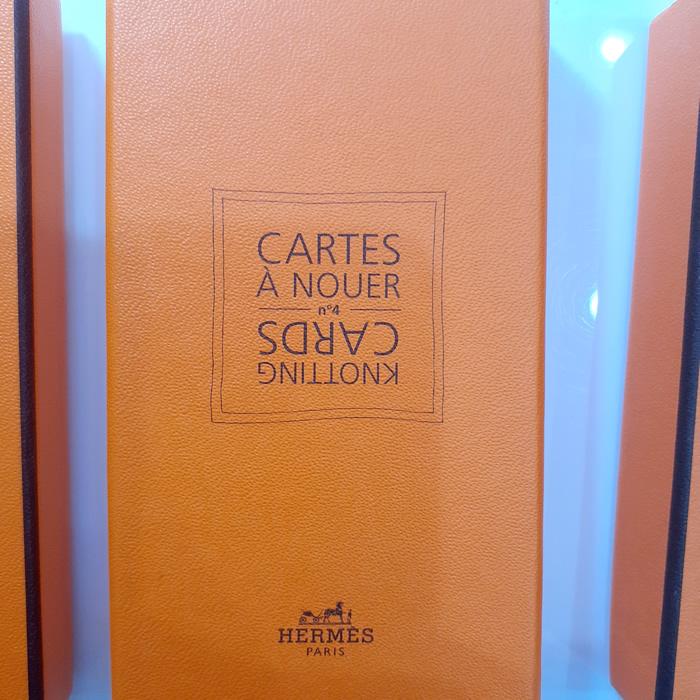 CARTES
À NOUER
n°4
KNOTTING
CARDS
HERMÈS
PARIS